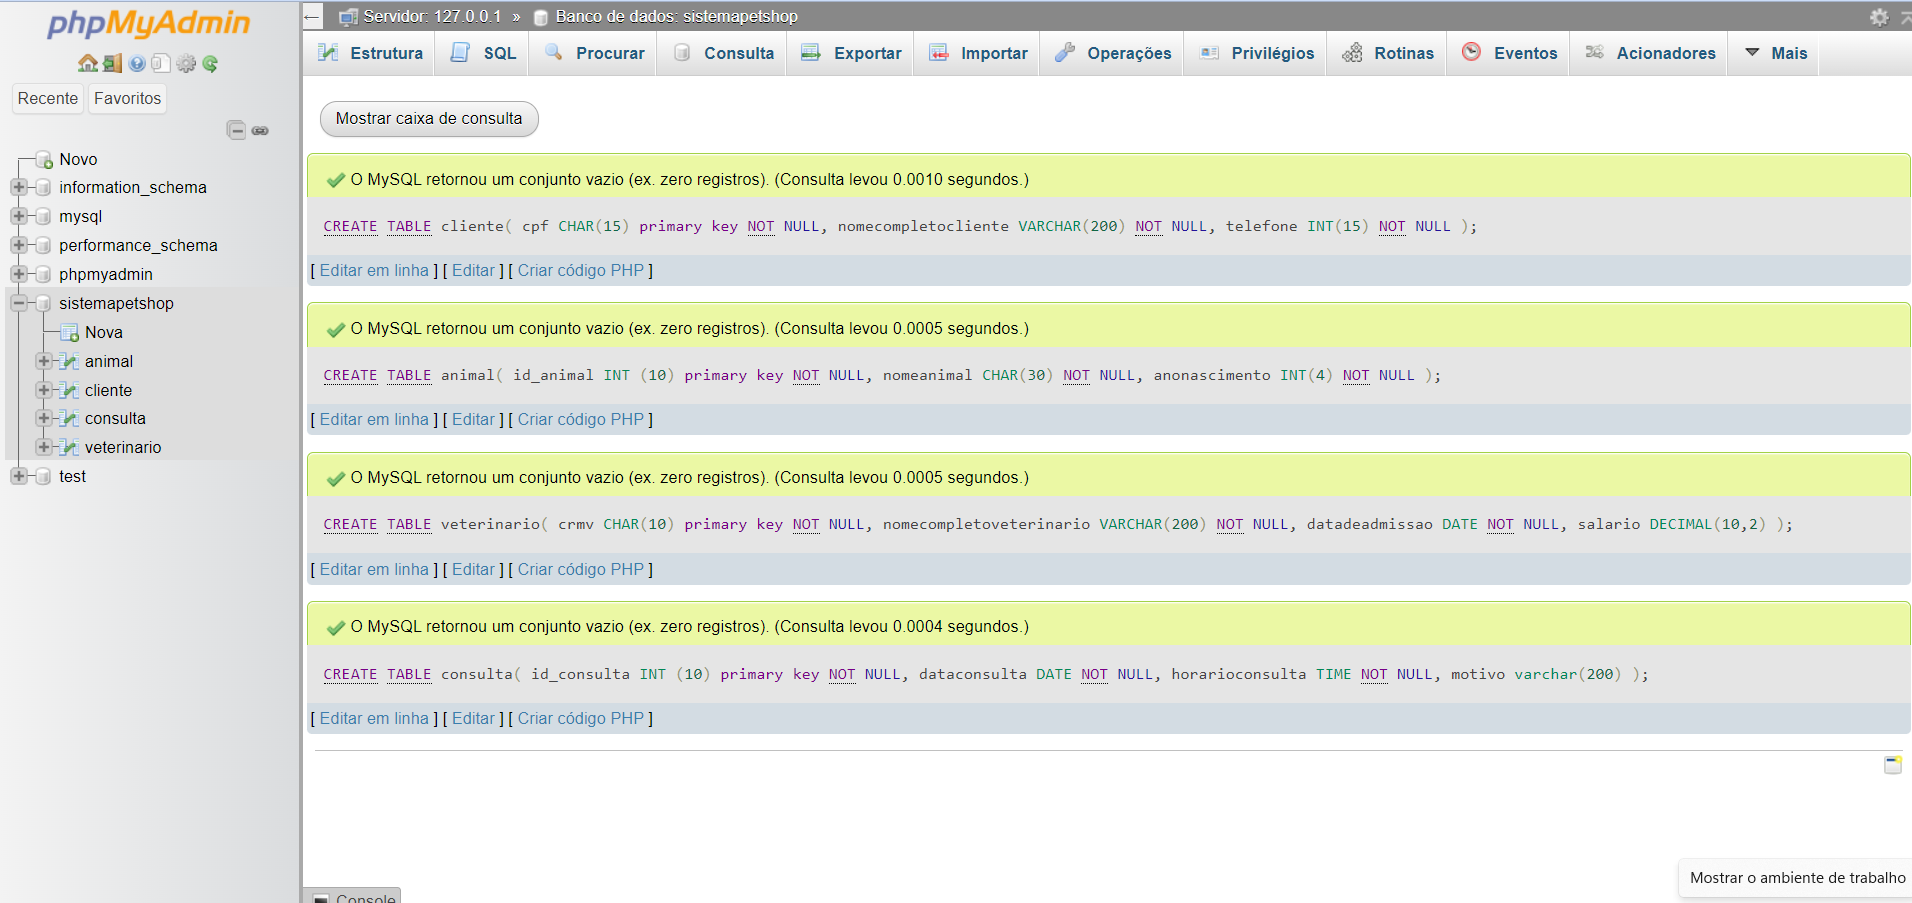 phpMyAdmin
Recente Favoritos
Novo
information_schema
mysql
performance_schema
phpmyadmin
sistemapetshop
Nova
animal
cliente
consulta
veterinario
test
Servidor: 127.0.0.1 » Banco de dados: sistemapetshop
Estrutura SQL Procurar Consulta Exportar Importar Operações Privilégios Rotinas Eventos Acionadores Mais
Mostrar caixa de consulta
O MySQL retornou um conjunto vazio (ex. zero registros). (Consulta levou 0.0010 segundos.)
CREATE TABLE cliente( cpf CHAR(15) primary key NOT NULL, nomecompletocliente VARCHAR(200) NOT NULL, telefone INT(15) NOT NULL );
[ Editar em linha ] [ Editar ] [ Criar código PHP ]
O MySQL retornou um conjunto vazio (ex. zero registros). (Consulta levou 0.0005 segundos.)
CREATE TABLE animal( id_animal INT (10) primary key NOT NULL, nomeanimal CHAR(30) NOT NULL, anonascimento INT(4) NOT NULL );
[ Editar em linha ] [ Editar ] [ Criar código PHP ]
O MySQL retornou um conjunto vazio (ex. zero registros). (Consulta levou 0.0005 segundos.)
CREATE TABLE veterinario( crmv CHAR(10) primary key NOT NULL, nomecompletoveterinario VARCHAR(200) NOT NULL, datadeadmissao DATE NOT NULL, salario DECIMAL(10,2) );
[ Editar em linha ] [ Editar ] [ Criar código PHP ]
O MySQL retornou um conjunto vazio (ex. zero registros). (Consulta levou 0.0004 segundos.)
CREATE TABLE consulta( id_consulta INT (10) primary key NOT NULL, dataconsulta DATE NOT NULL, horarioconsulta TIME NOT NULL, motivo varchar(200) );
[ Editar em linha ] [ Editar ] [ Criar código PHP ]
Mostrar o ambiente de trabalho
Console